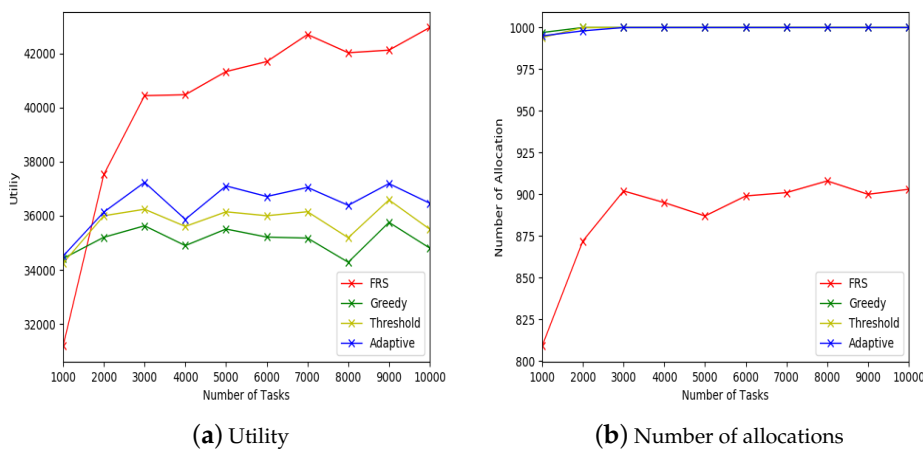 42000
40000
38000
36000
34000
32000
Utiliy
1000 2000 3000 4000 5000 6000 7000 8000 9000 10000
Number of Tasks
FRS
Greedy
Threshold
Adaptive
(a) Utility
1000
975
950
925
900
875
850
825
800
Number of Allocation
1000 2000 3000 4000 5000 6000 7000 8000 9000 10000
Number of Tasks
FRS
Greedy
Threshold
Adaptive
(b) Number of allocations